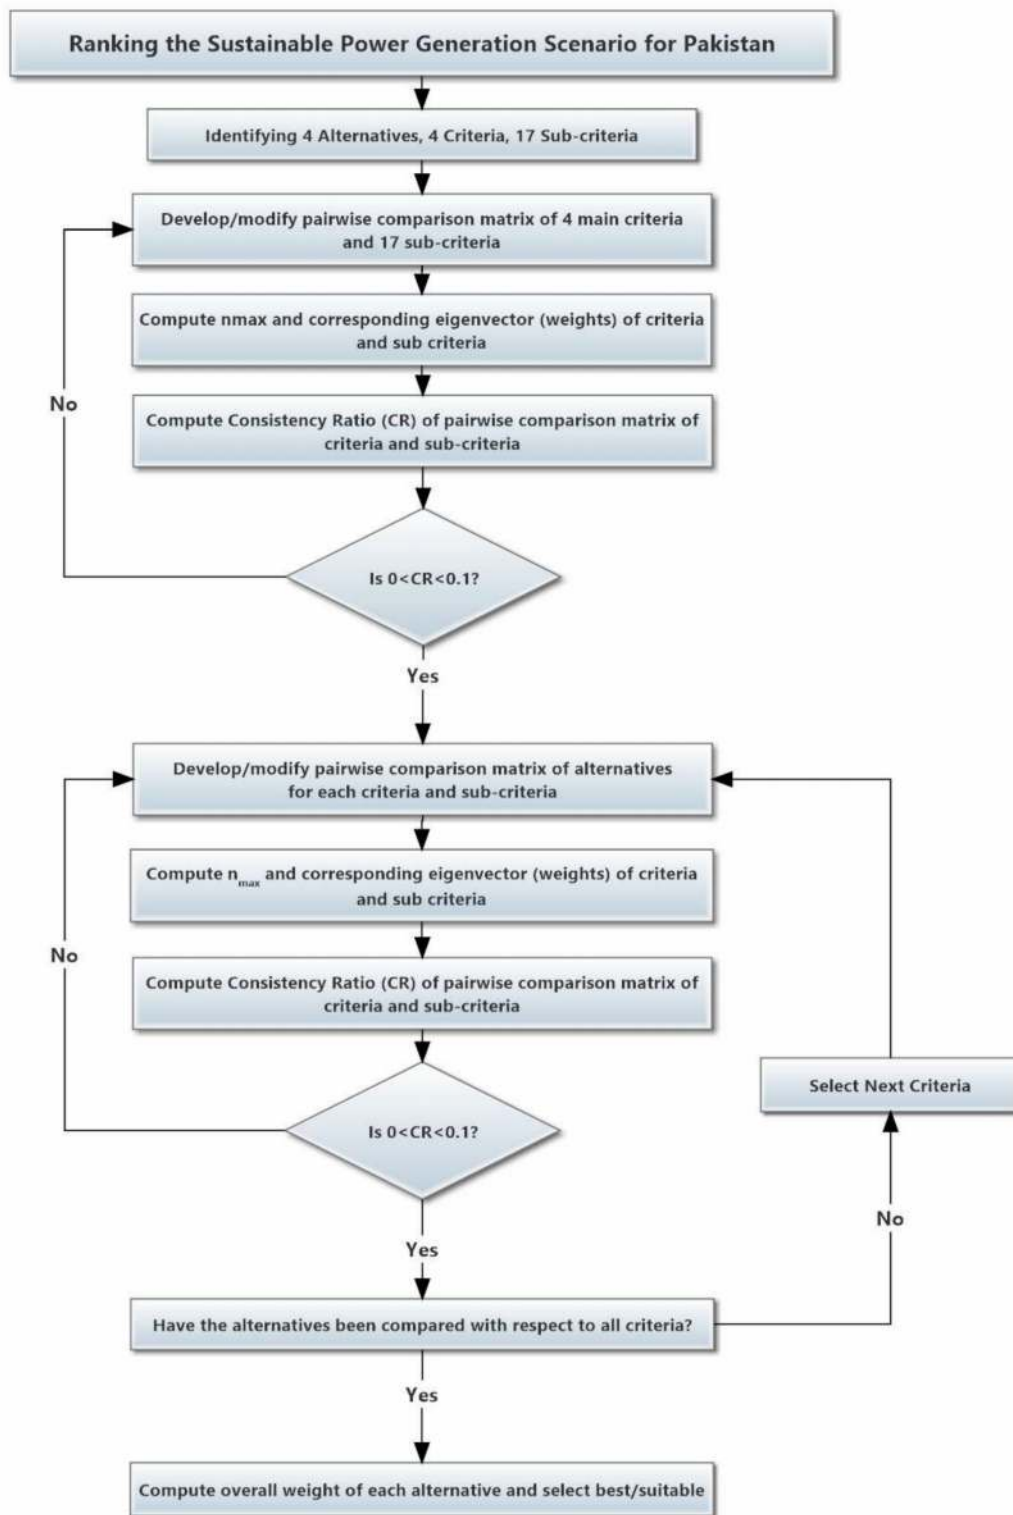 Ranking the Sustainable Power Generation Scenario for Pakistan
Identifying 4 Alternatives, 4 Criteria, 17 Sub-criteria
Develop/modify pairwise comparison matrix of 4 main criteria
and 17 sub-criteria
Compute nmax and corresponding eigenvector (weights) of criteria
and sub criteria
No
Compute Consistency Ratio (CR) of pairwise comparison matrix of
criteria and sub-criteria
Is 0<CR<0.1?
Yes
Develop/modify pairwise comparison matrix of alternatives
for each criteria and sub-criteria
Compute nmax and corresponding eigenvector (weights) of criteria
and sub criteria
No
Compute Consistency Ratio (CR) of pairwise comparison matrix of
criteria and sub-criteria
Select Next Criteria
Is 0<CR<0.1?
No
Yes
Have the alternatives been compared with respect to all criteria?
Yes
Compute overall weight of each alternative and select best/suitable